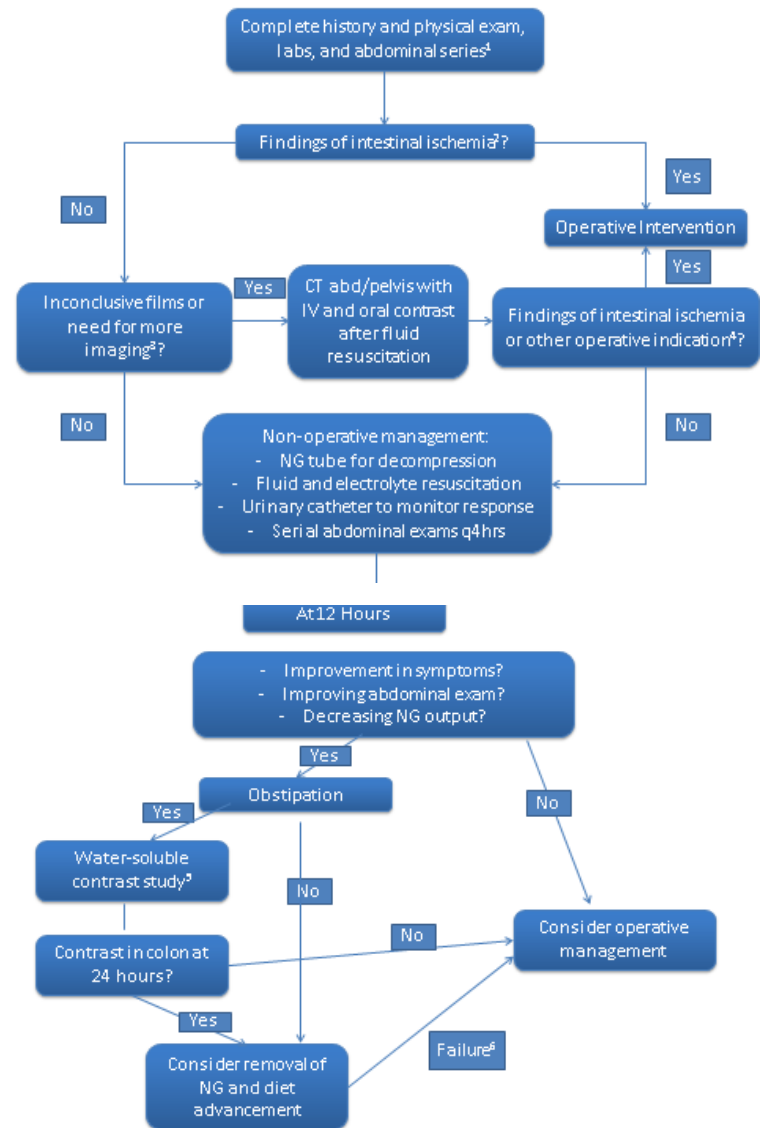 Complete history and physical exam,
labs, and abdominal series¹
Findings of intestinal ischemia²?
No
Yes
Operative Intervention
Yes
Inconclusive films or
need for more
imaging³?
Yes
CT abd/pelvis with
IV and oral contrast
after fluid
resuscitation
Findings of intestinal ischemia
or other operative indication⁴?
No
No
Non-operative management:
- NG tube for decompression
- Fluid and electrolyte resuscitation
- Urinary catheter to monitor response
- Serial abdominal exams q4hrs
At 12 Hours
- Improvement in symptoms?
- Improving abdominal exam?
- Decreasing NG output?
Yes
No
Obstipation
Yes
No
Water-soluble
contrast study⁵
Contrast in colon at
24 hours?
No
Consider operative
management
Yes
Consider removal of
NG and diet
advancement
Failure⁶